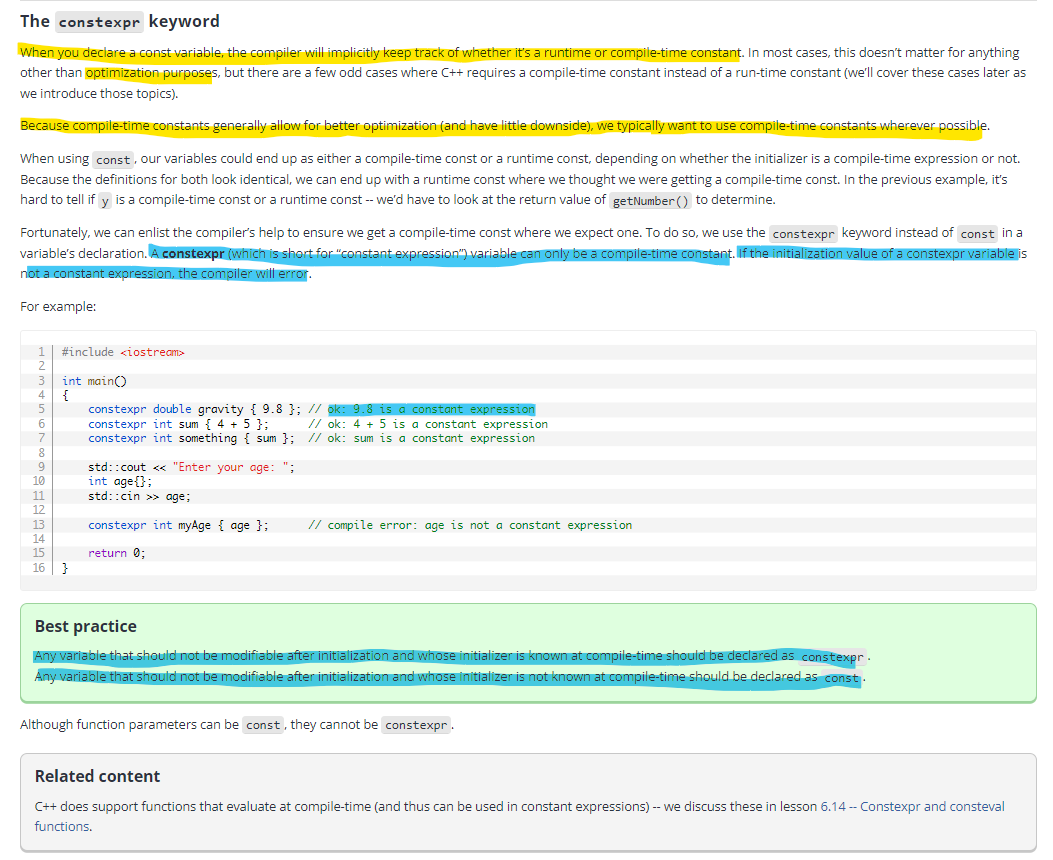 The constexpr keyword
When you declare a const variable, the compiler will implicitly keep track of whether it’s a runtime or compile-time constant. In most cases, this doesn’t matter for anything
other than optimization purposes, but there are a few odd cases where C++ requires a compile-time constant instead of a run-time constant (we’ll cover these cases later as
we introduce those topics).
Because compile-time constants generally allow for better optimization (and have little downside), we typically want to use compile-time constants wherever possible.
When using const, our variables could end up as either a compile-time const or a runtime const, depending on whether the initializer is a compile-time expression or not.
Because the definitions for both look identical, we can end up with a runtime const where we thought we were getting a compile-time const. In the previous example, it’s
hard to tell if y is a compile-time const or a runtime const -- we’d have to look at the return value of getNumber() to determine.
Fortunately, we can enlist the compiler’s help to ensure we get a compile-time const where we expect one. To do so, we use the constexpr keyword instead of const in a
variable’s declaration. A constexpr (which is short for “constant expression”) variable can only be a compile-time constant. If the initialization value of a constexpr variable is
not a constant expression, the compiler will error.
For example:
1 #include <iostream>
2
3 int main()
4 {
5 constexpr double gravity { 9.8 }; // ok: 9.8 is a constant expression
6 constexpr int sum { 4 + 5 }; // ok: 4 + 5 is a constant expression
7 constexpr int something { sum }; // ok: sum is a constant expression
8
9 std::cout << "Enter your age: ";
10 int age{};
11 std::cin >> age;
12
13 constexpr int myAge { age }; // compile error: age is not a constant expression
14
15 return 0;
16 }
Best practice
Any variable that should not be modifiable after initialization and whose initializer is known at compile-time should be declared as constexpr.
Any variable that should not be modifiable after initialization and whose initializer is not known at compile-time should be declared as const.
Although function parameters can be const, they cannot be constexpr.
Related content
C++ does support functions that evaluate at compile-time (and thus can be used in constant expressions) -- we discuss these in lesson 6.14 -- Constexpr and consteval
functions.